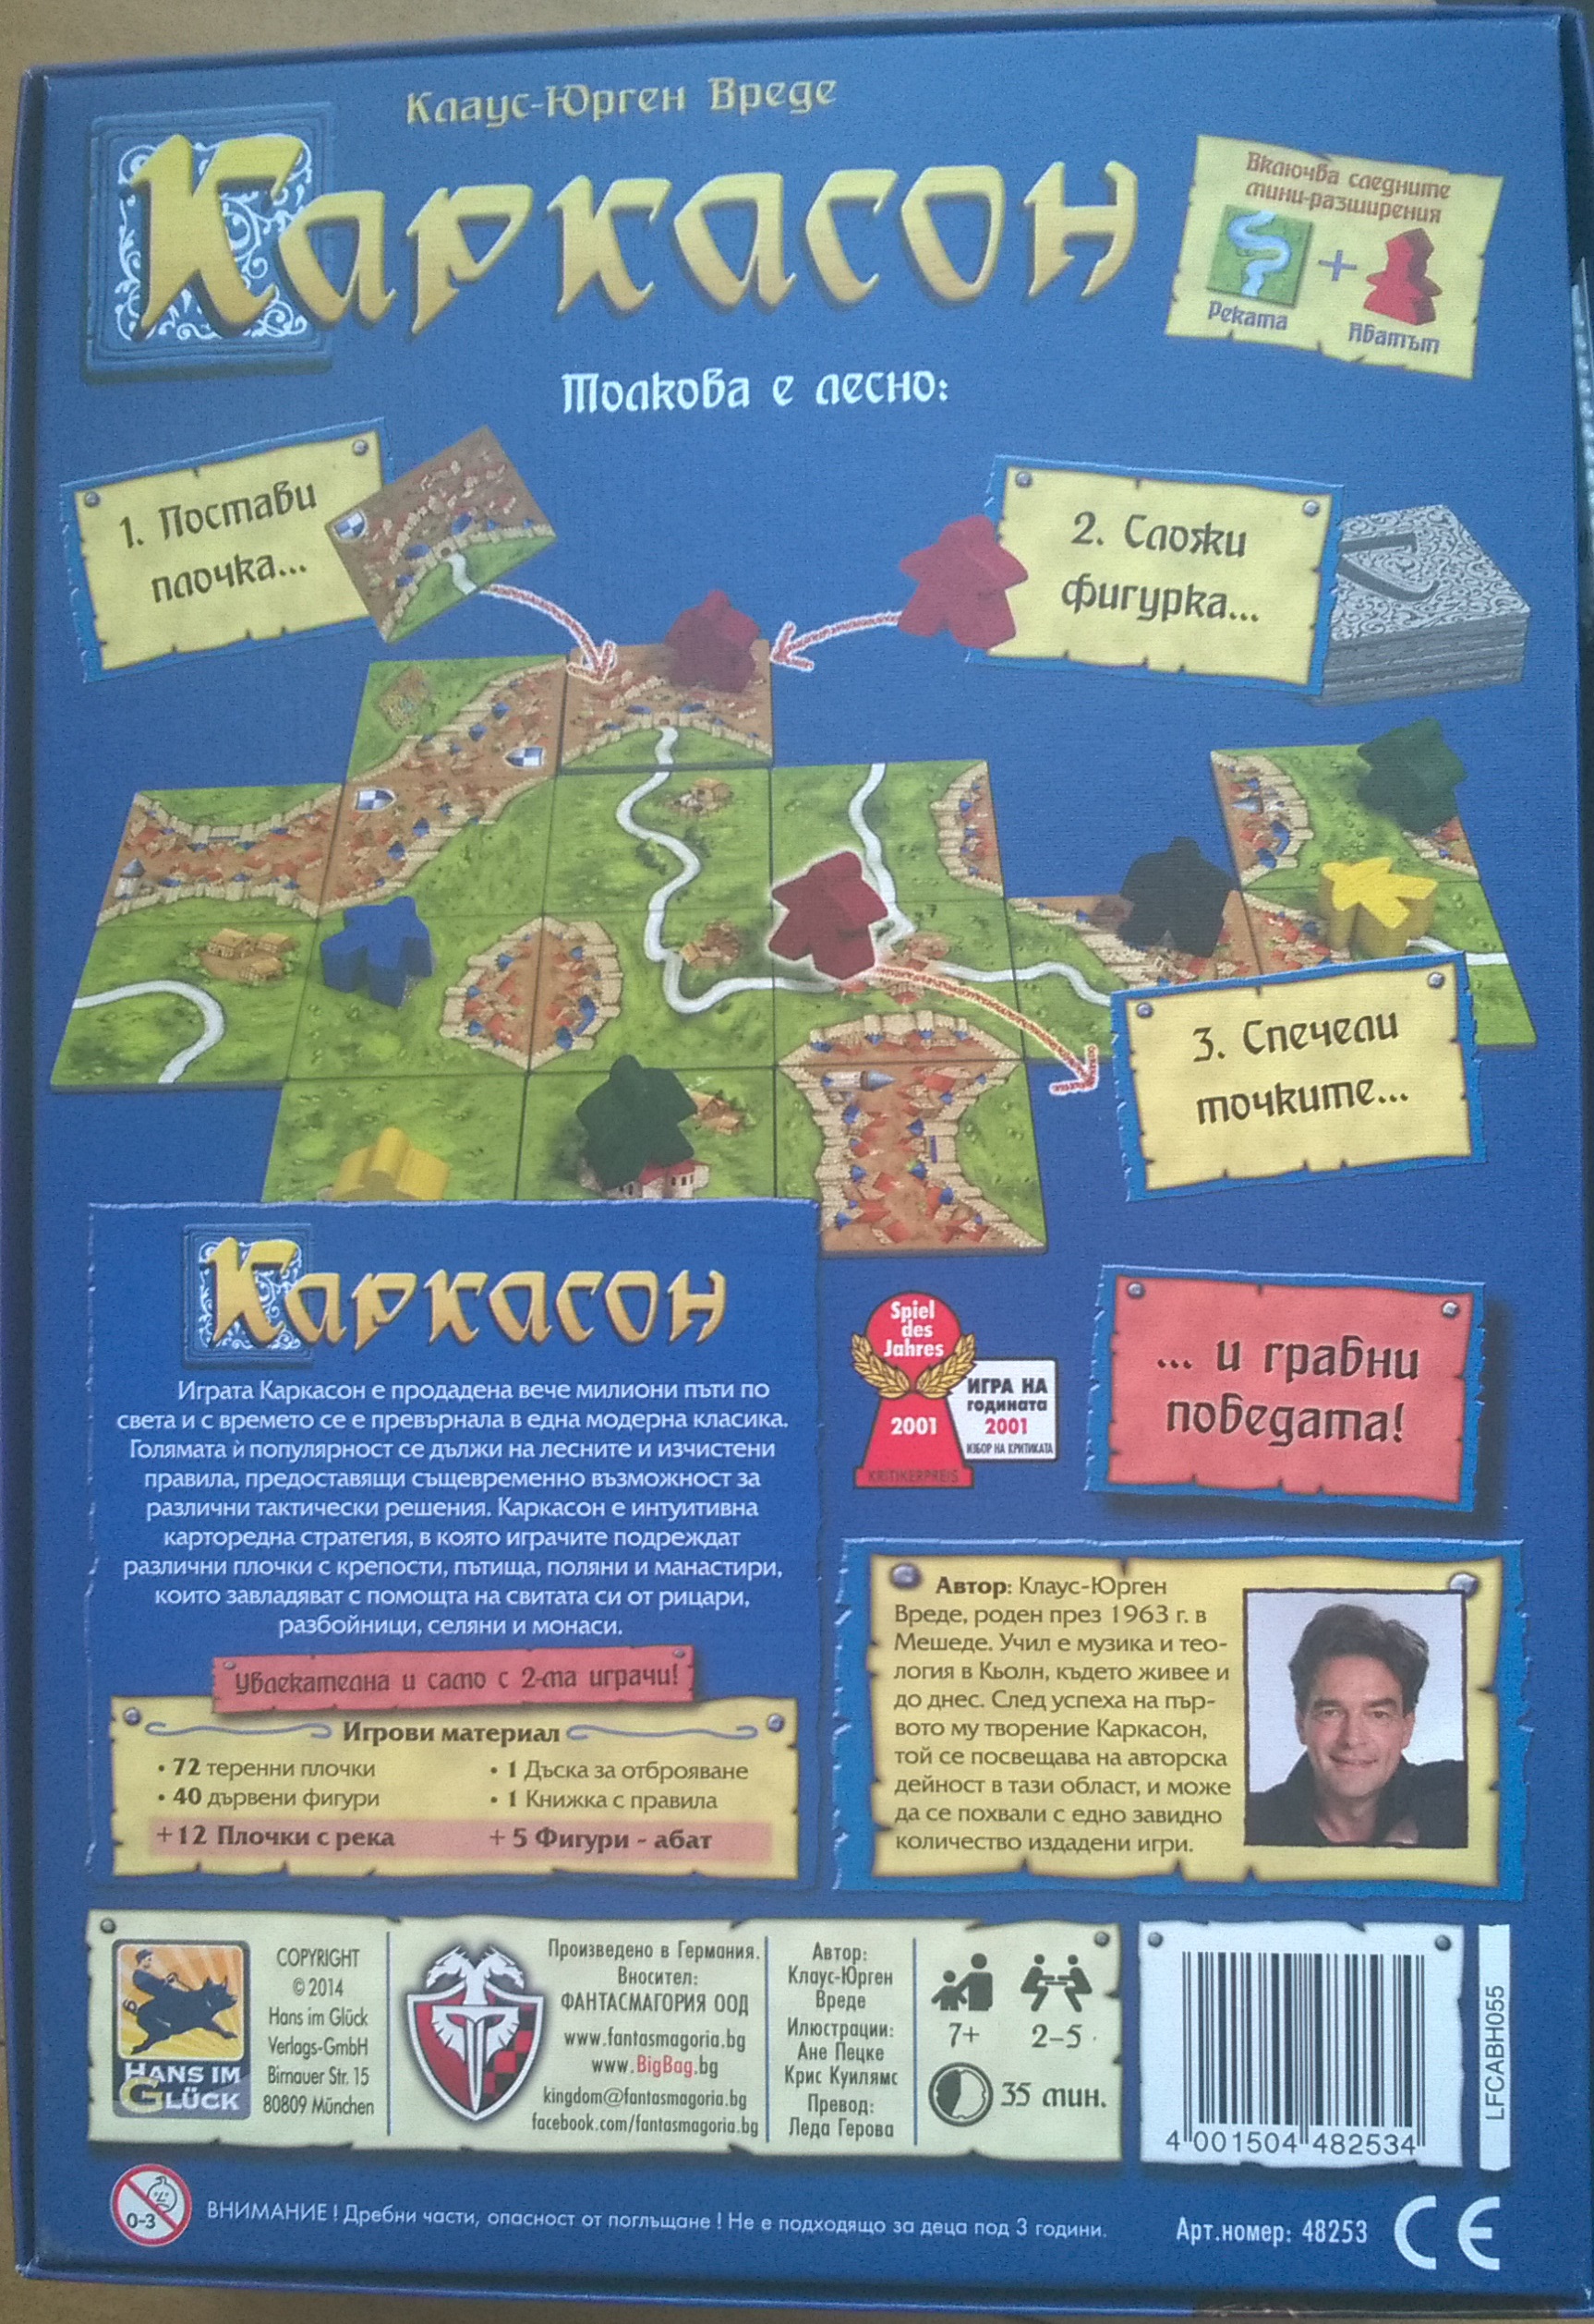 Клаус-Юрген Вреде
Каркасон
Включва следните
мини-разширения
+
Реката
Абатът
Толкова е лесно:
1. Постави
плочка...
2. Сложи
фигурка...
3. Спечели
точките...
... и грабни
победата!
Каркасон
Играта Каркасон е продадена вече милиони пъти по
света и с времето се е превърнала в една модерна класика.
Голямата ѝ популярност се дължи на лесните и изчистени
правила, предоставящи същевременно възможност за
различни тактически решения. Каркасон е интуитивна
карторедна стратегия, в която играчите подреждат
различни плочки с крепости, пътища, поляни и манастири,
които завладяват с помощта на свитата си от рицари,
разбойници, селяни и монаси.
Увлекателна и само с 2-ма играчи!
Игрови материал
• 72 теренни плочки
• 40 дървени фигури
+12 Плочки с река
• 1 Дъска за отброяване
• 1 Книжка с правила
+ 5 Фигури - абат
Spiel
des
Jahres
2001
KRITIKERPREIS
ИГРА НА
годината
2001
ИЗБОР НА КРИТИКАТА
Автор: Клаус-Юрген
Вреде, роден през 1963 г. в
Мешеде. Учил е музика и тео-
логия в Кьолн, където живее и
до днес. След успеха на пър-
вото му творение Каркасон,
той се посвещава на авторска
дейност в тази област, и може
да се похвали с едно завидно
количество издадени игри.
HANS IM
GLÜCK
COPYRIGHT
© 2014
Hans im Glück
Verlags-GmbH
Birnauer Str. 15
80809 München
Произведено в Германия.
Вносител:
ФАНТАСМАГОРИЯ ООД
www.fantasmagoria.bg
www.BigBag.bg
kingdom@fantasmagoria.bg
facebook.com/fantasmagoria.bg
Автор:
Клаус-Юрген
Вреде
Илюстрации:
Ане Пецке
Крис Куилямс
Превод:
Леда Герова
7+
2–5
35 мин.
4 001504 482534
LFCABH055
0-3
ВНИМАНИЕ ! Дребни части, опасност от поглъщане ! Не е подходящо за деца под 3 години.
Арт.номер: 48253
CE